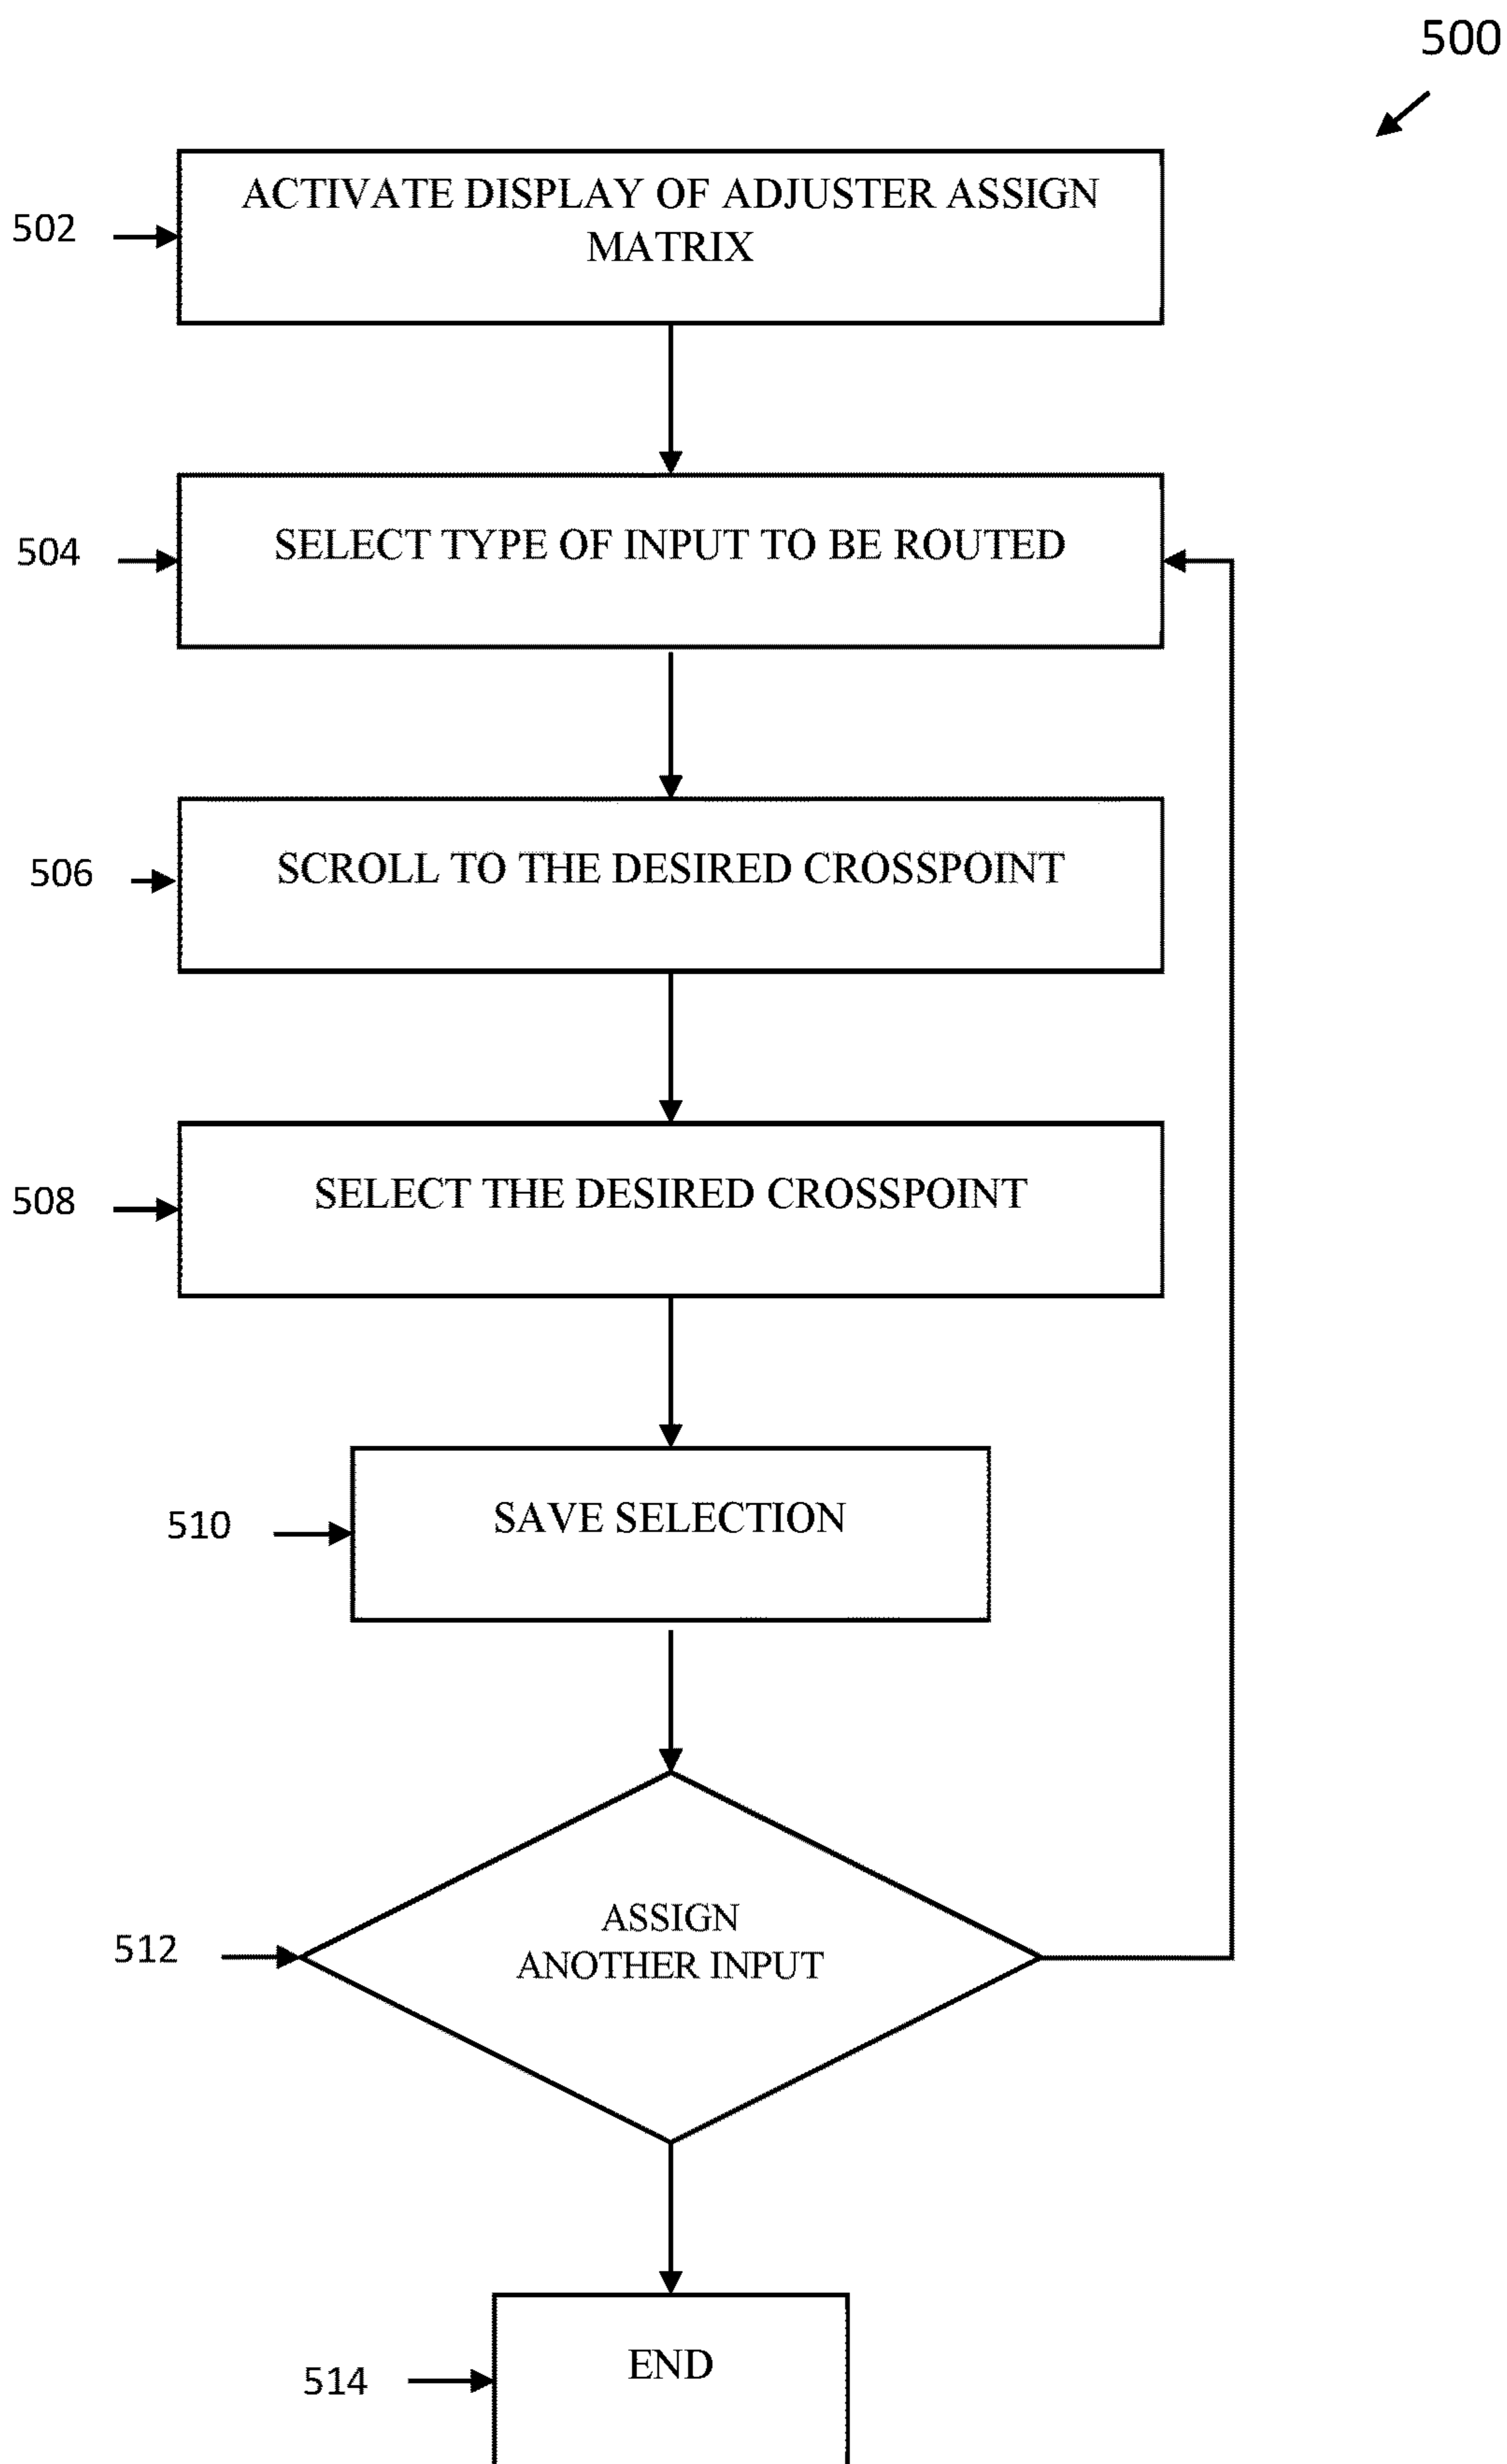 500
502
ACTIVATE DISPLAY OF ADJUSTER ASSIGN
MATRIX
504
SELECT TYPE OF INPUT TO BE ROUTED
506
SCROLL TO THE DESIRED CROSSPOINT
508
SELECT THE DESIRED CROSSPOINT
510
SAVE SELECTION
512
ASSIGN
ANOTHER INPUT
514
END